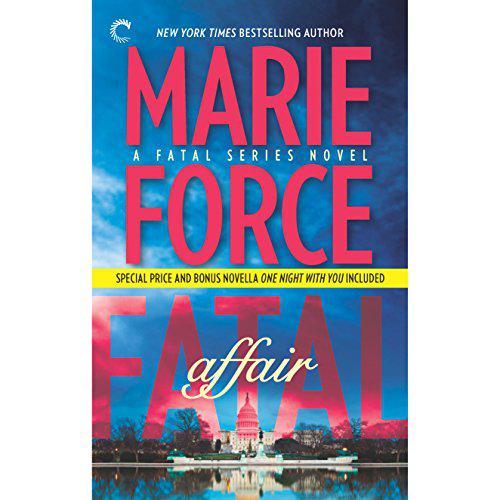 NEW YORK TIMES BESTSELLING AUTHOR
MARIE
A FATAL SERIES NOVEL
FORCE
SPECIAL PRICE AND BONUS NOVELLA ONE NIGHT WITH YOU INCLUDED
FATAL
affair